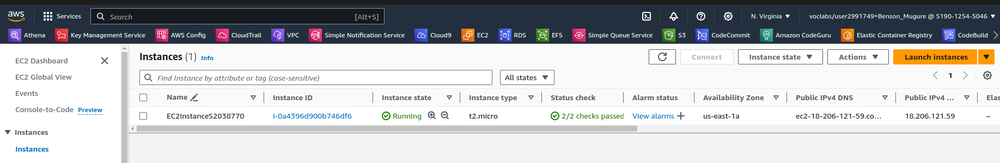 aws Services Search [Alt+S] N. Virginia voclabs/user2991749=Benson_Mugure @ 5190-1254-5046
Athena Key Management Service AWS Config CloudTrail VPC Simple Notification Service Cloud9 EC2 RDS EFS Simple Queue Service S3 CodeCommit Amazon CodeGuru Elastic Container Registry CodeBuild
EC2 Dashboard
EC2 Global View
Events
Console-to-Code Preview
Instances
Instances
Instances (1) Info Connect Instance state Actions Launch instances
Find Instance by attribute or tag (case-sensitive) All states 1
Name Instance ID Instance state Instance type Status check Alarm status Availability Zone Public IPv4 DNS Public IPv4 ... Elas
EC2InstanceS2038770 i-0a4396d900b746df6 Running t2.micro 2/2 checks passed View alarms + us-east-1a ec2-18-206-121-59.co... 18.206.121.59 –